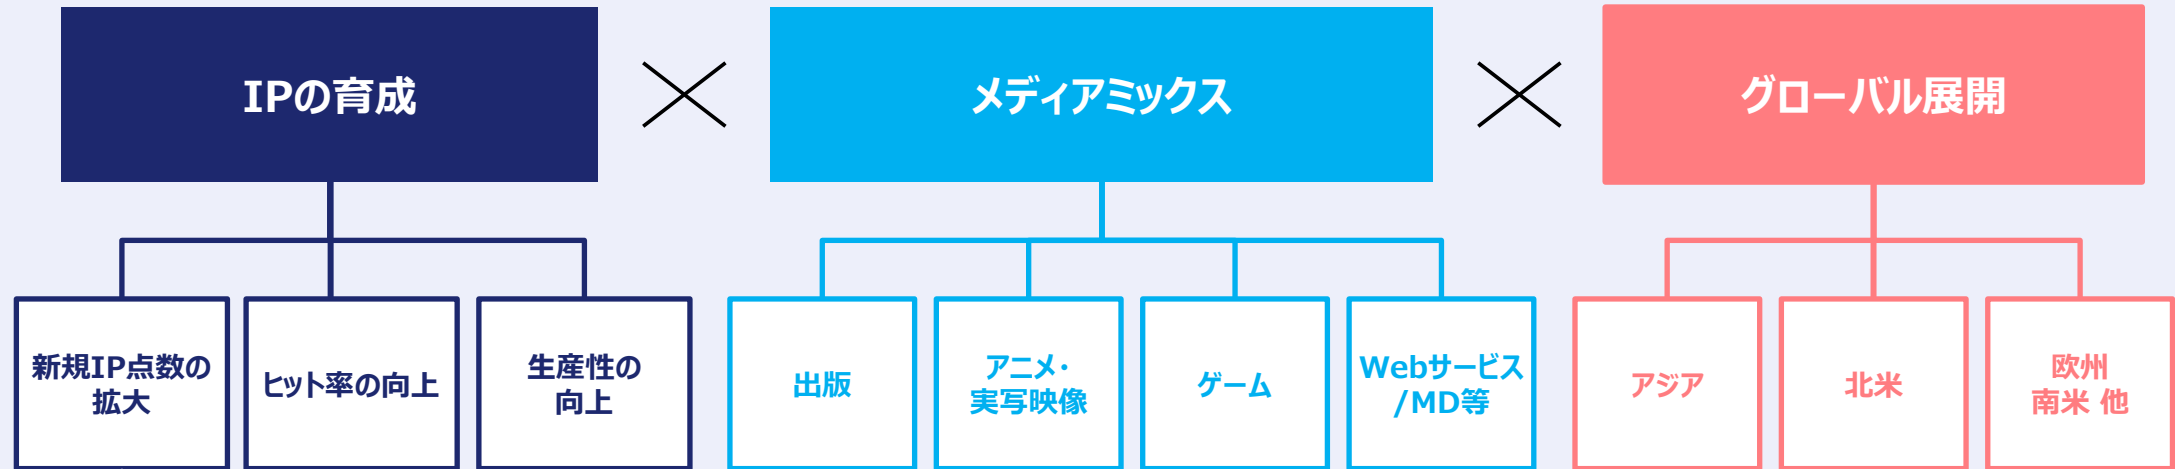 IPの育成
メディアミックス
グローバル展開
新規IP点数の
拡大
ヒット率の向上
生産性の
向上
出版
アニメ・
実写映像
ゲーム
Webサービス
/MD等
アジア
北米
欧州
南米 他